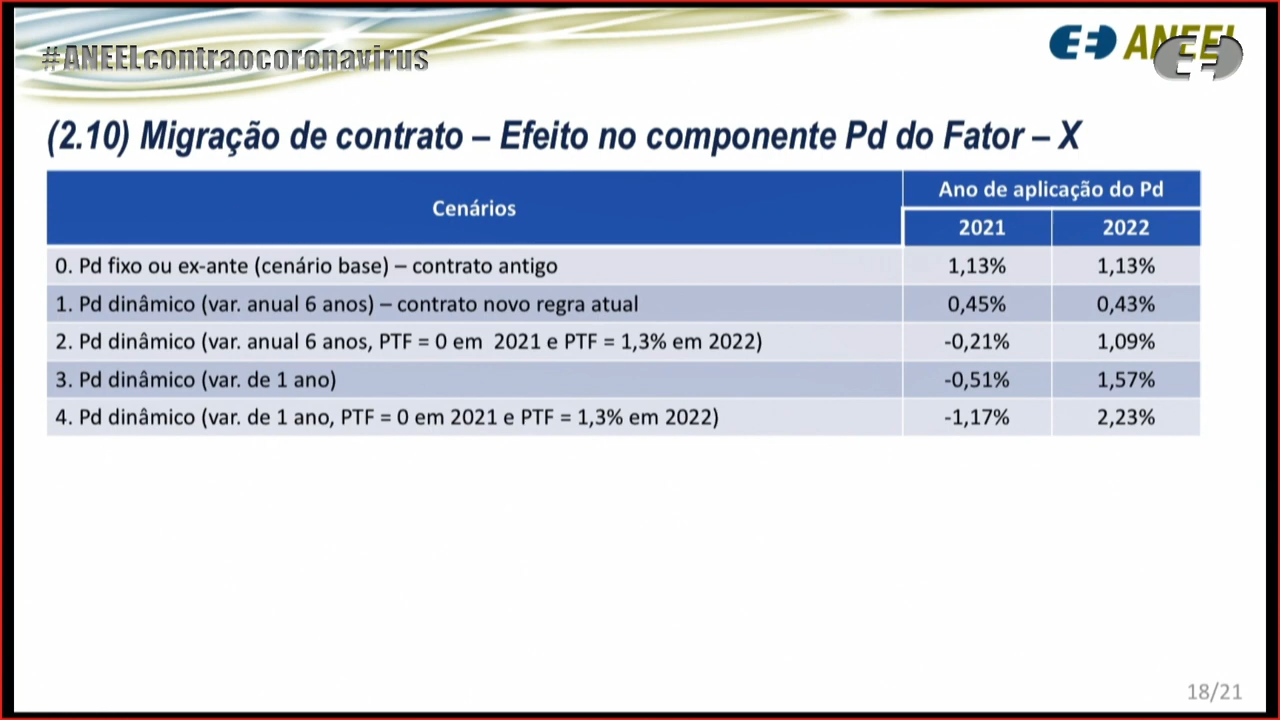 #ANEELcontraocoronavirus
ANEEL
(2.10) Migração de contrato – Efeito no componente Pd do Fator – X
Cenários
Ano de aplicação do Pd
2021 2022
0. Pd fixo ou ex-ante (cenário base) – contrato antigo 1,13% 1,13%
1. Pd dinâmico (var. anual 6 anos) – contrato novo regra atual 0,45% 0,43%
2. Pd dinâmico (var. anual 6 anos, PTF = 0 em 2021 e PTF = 1,3% em 2022) -0,21% 1,09%
3. Pd dinâmico (var. de 1 ano) -0,51% 1,57%
4. Pd dinâmico (var. de 1 ano, PTF = 0 em 2021 e PTF = 1,3% em 2022) -1,17% 2,23%
18/21